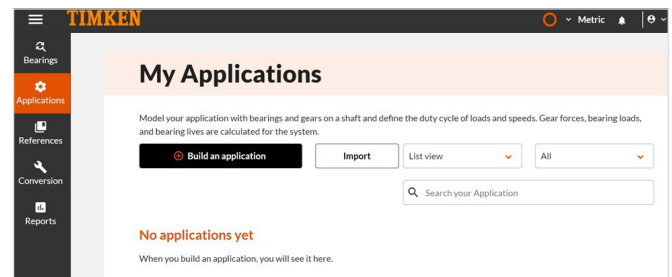 TIMKEN
Metric
Bearings
Applications
References
Conversion
Reports
My Applications
Model your application with bearings and gears on a shaft and define the duty cycle of loads and speeds. Gear forces, bearing loads,
and bearing lives are calculated for the system.
Build an application
Import
List view
All
Search your Application
No applications yet
When you build an application, you will see it here.